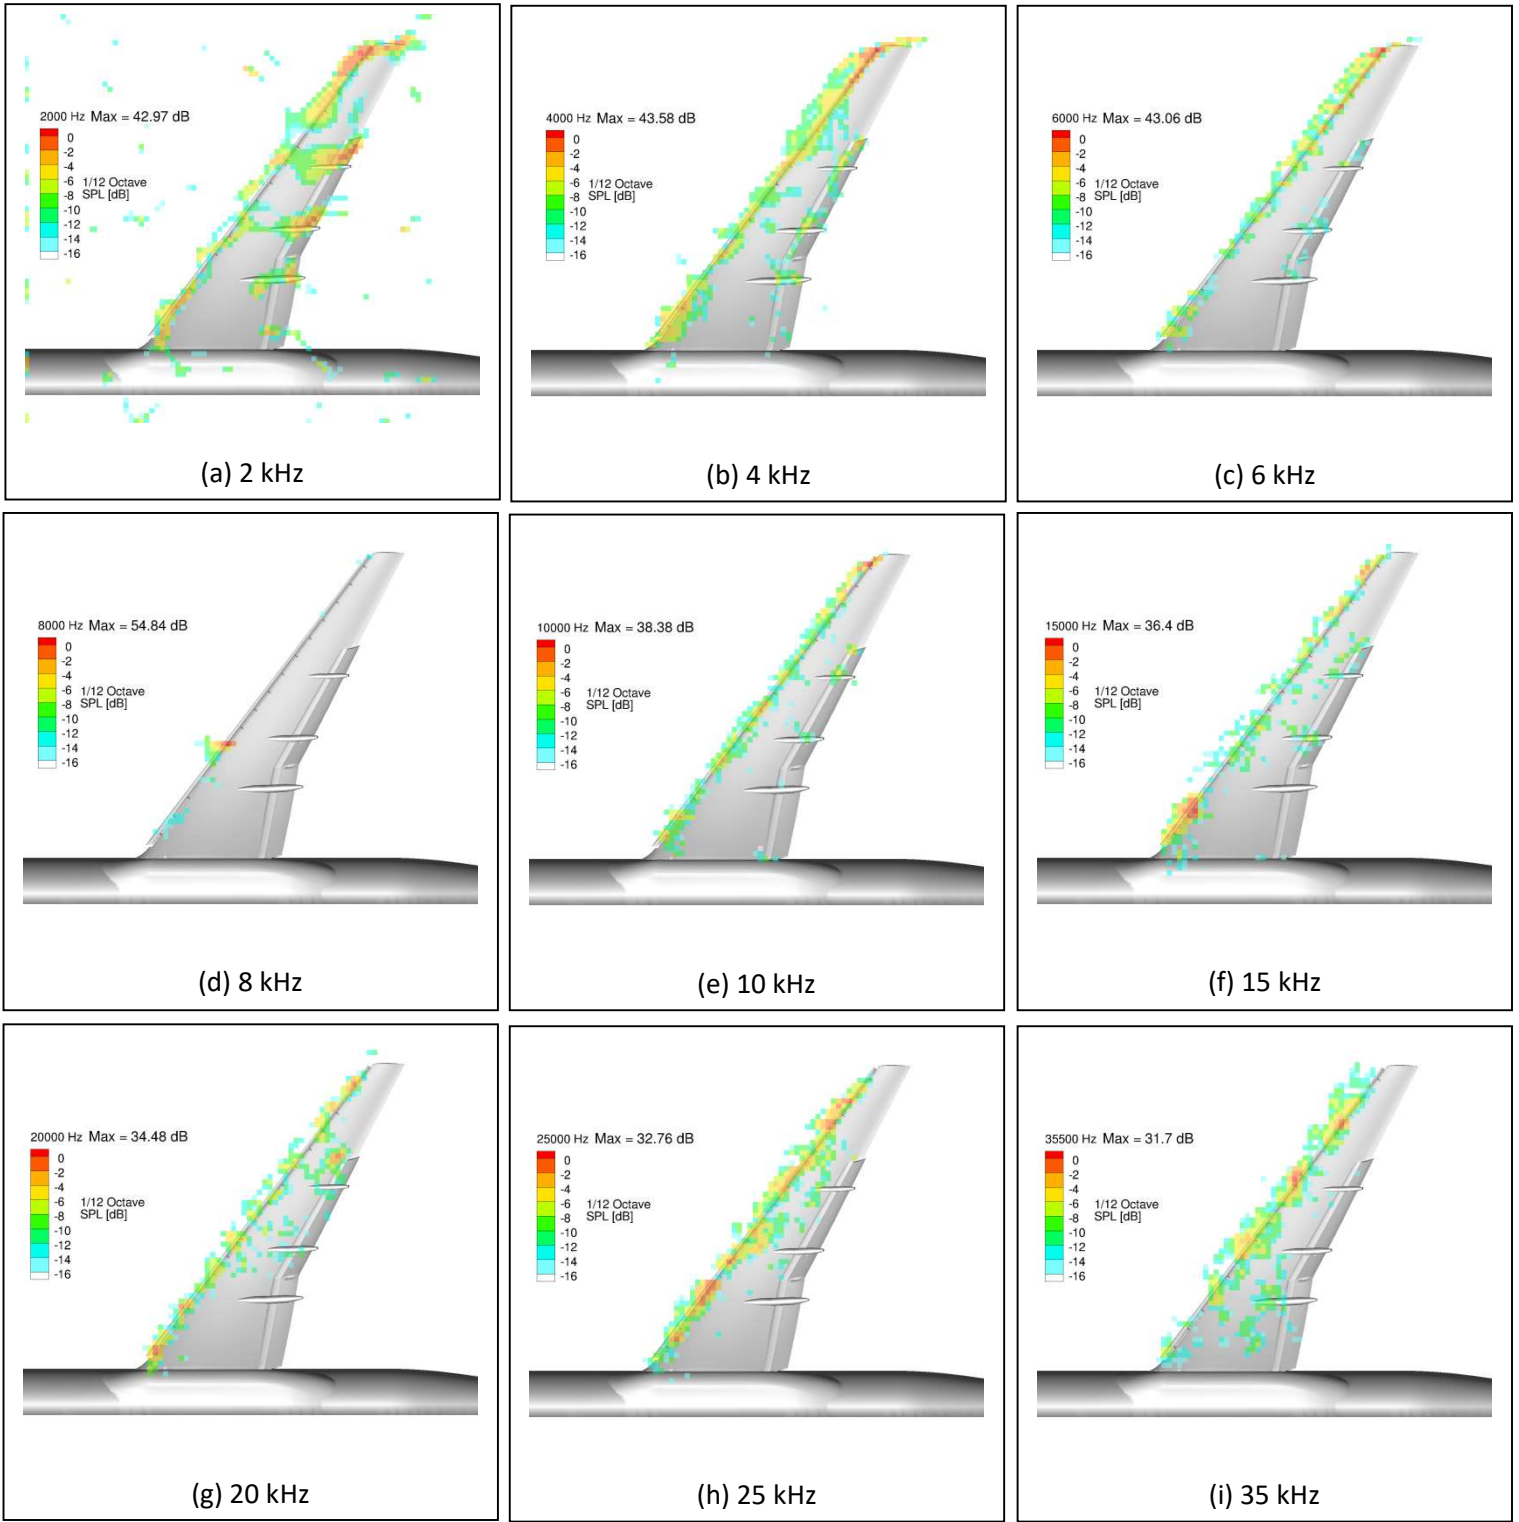 2000 Hz Max = 42.97 dB
0
-2
-4
-6
-8
-10
-12
-14
-16
1/12 Octave
SPL [dB]
(a) 2 kHz
4000 Hz Max = 43.58 dB
0
-2
-4
-6
-8
-10
-12
-14
-16
1/12 Octave
SPL [dB]
(b) 4 kHz
6000 Hz Max = 43.06 dB
0
-2
-4
-6
-8
-10
-12
-14
-16
1/12 Octave
SPL [dB]
(c) 6 kHz
8000 Hz Max = 54.84 dB
0
-2
-4
-6
-8
-10
-12
-14
-16
1/12 Octave
SPL [dB]
(d) 8 kHz
10000 Hz Max = 38.38 dB
0
-2
-4
-6
-8
-10
-12
-14
-16
1/12 Octave
SPL [dB]
(e) 10 kHz
15000 Hz Max = 36.4 dB
0
-2
-4
-6
-8
-10
-12
-14
-16
1/12 Octave
SPL [dB]
(f) 15 kHz
20000 Hz Max = 34.48 dB
0
-2
-4
-6
-8
-10
-12
-14
-16
1/12 Octave
SPL [dB]
(g) 20 kHz
25000 Hz Max = 32.76 dB
0
-2
-4
-6
-8
-10
-12
-14
-16
1/12 Octave
SPL [dB]
(h) 25 kHz
35500 Hz Max = 31.7 dB
0
-2
-4
-6
-8
-10
-12
-14
-16
1/12 Octave
SPL [dB]
(i) 35 kHz